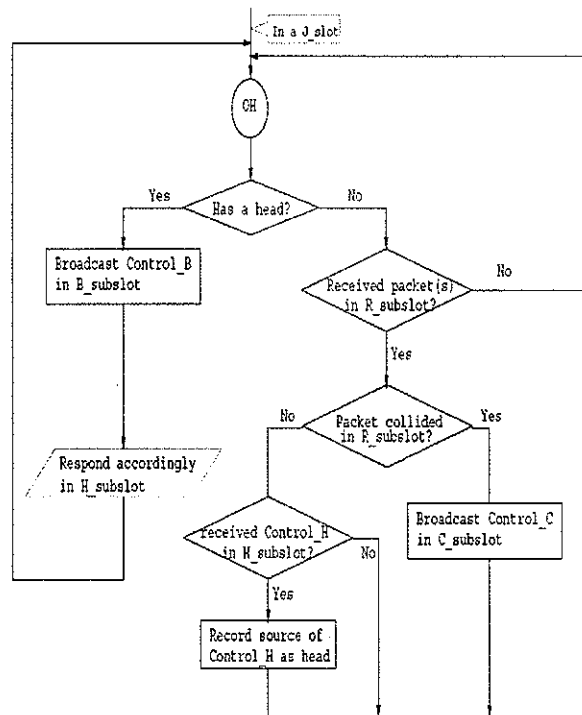 In a J_slot
CH
Yes
No
Has a head?
Broadcast Control_B
in B_subslot
Received packet(s)
in R_subslot?
No
Yes
No
Packet collided
in R_subslot?
Yes
Respond accordingly
in H_subslot
received Control_H
in H_subslot?
No
Broadcast Control_C
in C_subslot
Yes
Record source of
Control_H as head